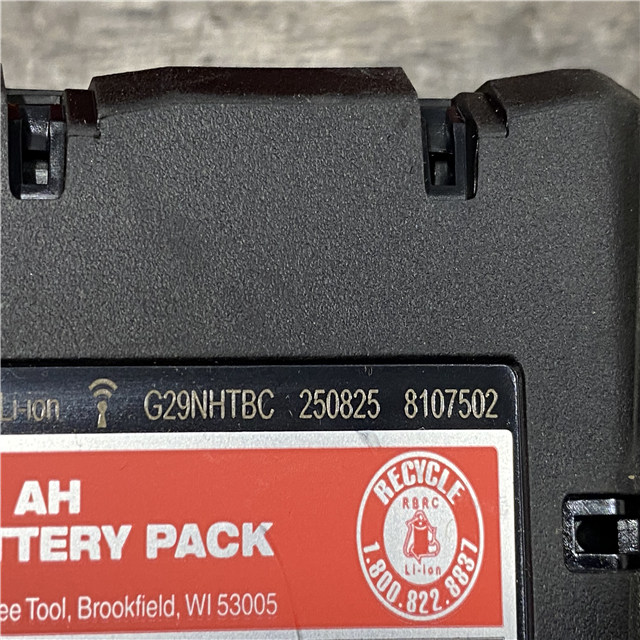 Li-ion G29NHTBC 250825 8107502
AH
TTERY PACK
ee Tool, Brookfield, WI 53005
RECYCLE
RBRC
Li-ion
1.800.822.8837